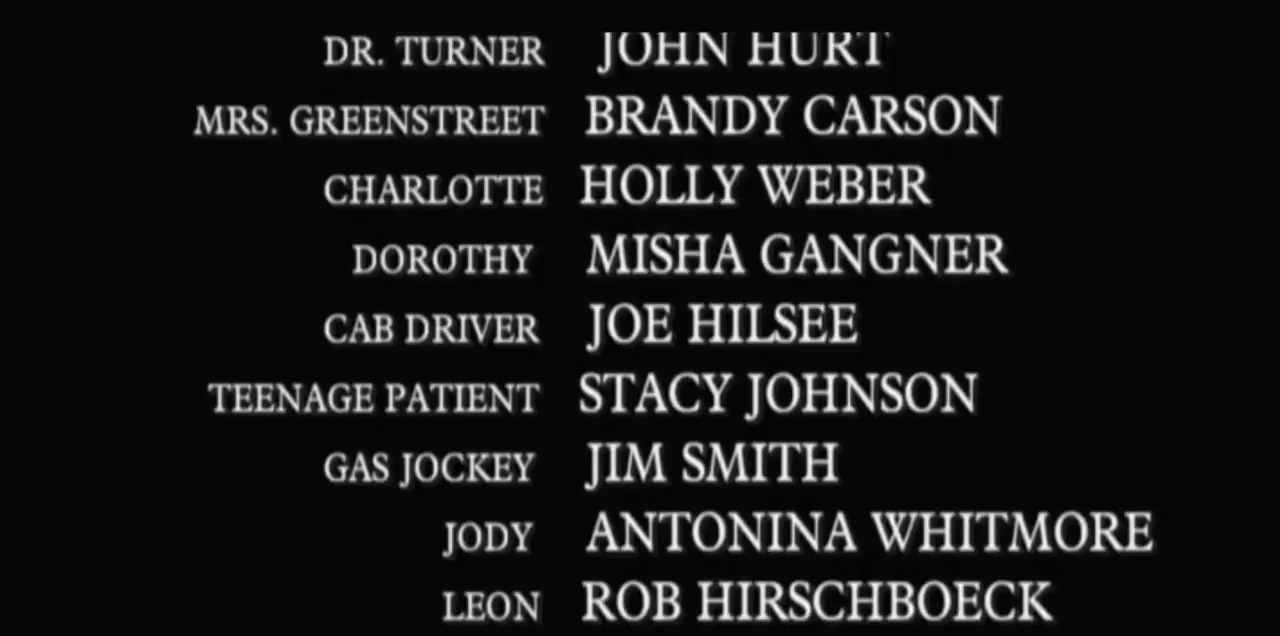 DR. TURNER JOHN HURT
MRS. GREENSTREET BRANDY CARSON
CHARLOTTE HOLLY WEBER
DOROTHY MISHA GANGNER
CAB DRIVER JOE HILSEE
TEENAGE PATIENT STACY JOHNSON
GAS JOCKEY JIM SMITH
JODY ANTONINA WHITMORE
LEON ROB HIRSCHBOECK